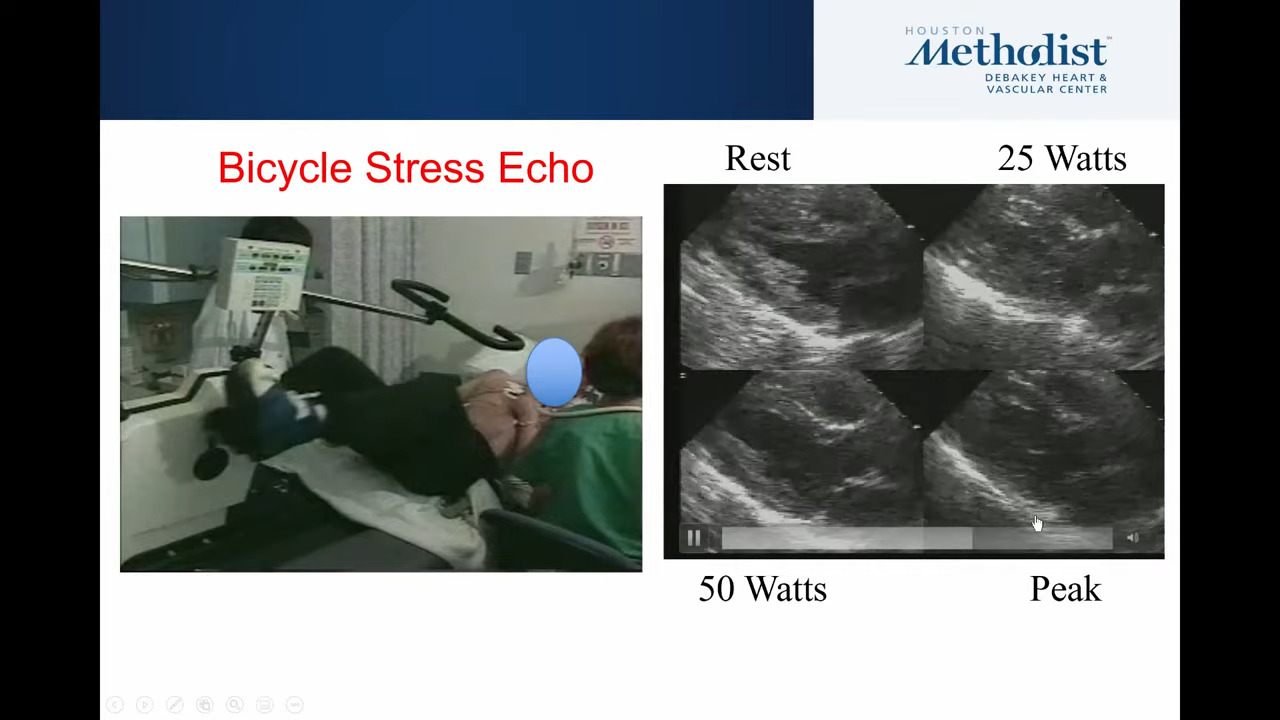 HOUSTON
Methodist
DEBAKEY HEART &
VASCULAR CENTER
Bicycle Stress Echo
Rest
25 Watts
50 Watts
Peak